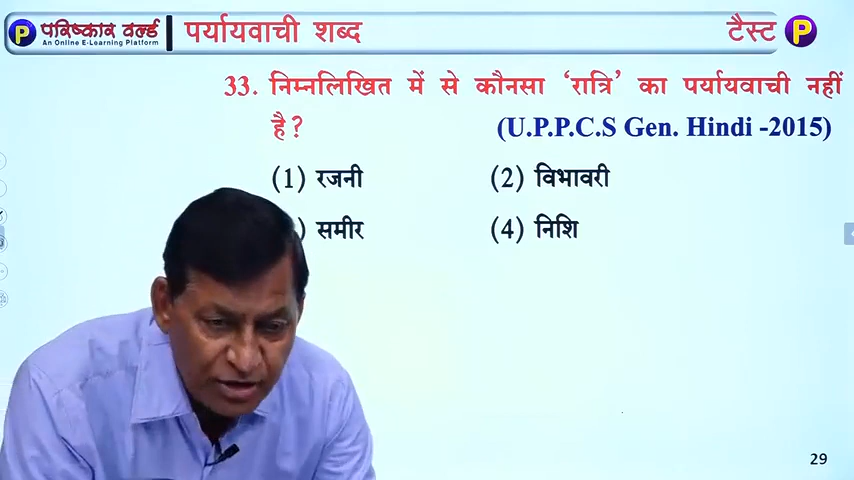 परिष्कार वर्ल्ड
An Online E-Learning Platform
पर्यायवाची शब्द
टैस्ट
P
P
33. निम्नलिखित में से कौनसा ‘रात्रि’ का पर्यायवाची नहीं
है? (U.P.P.C.S Gen. Hindi -2015)
(1) रजनी (2) विभावरी
) समीर (4) निशि
29